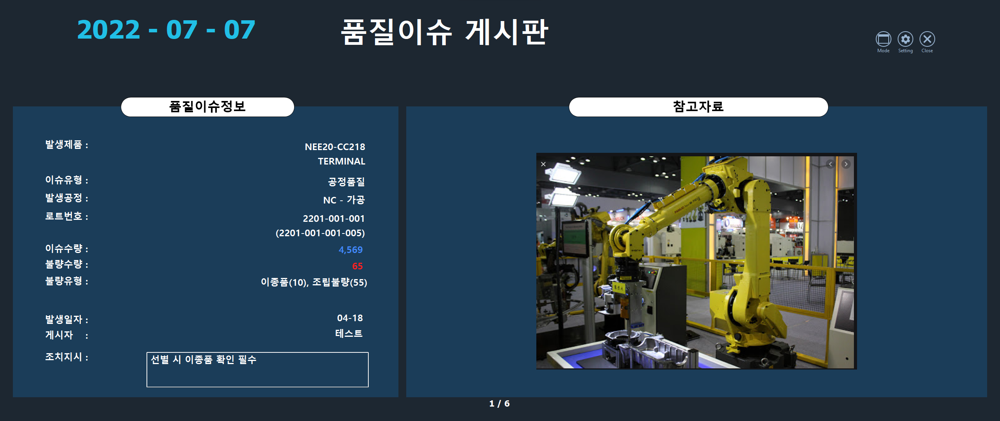 2022 - 07 - 07
품질이슈 게시판
Mode Setting Close
품질이슈정보
발생제품 : NEE20-CC218
TERMINAL
이슈유형 : 공정품질
발생공정 : NC - 가공
로트번호 : 2201-001-001
(2201-001-001-005)
이슈수량 : 4,569
불량수량 : 65
불량유형 : 이종품(10), 조립불량(55)
발생일자 : 04-18
게시자 : 테스트
조치지시 : 선별 시 이종품 확인 필수
참고자료
FANUC
1 / 6